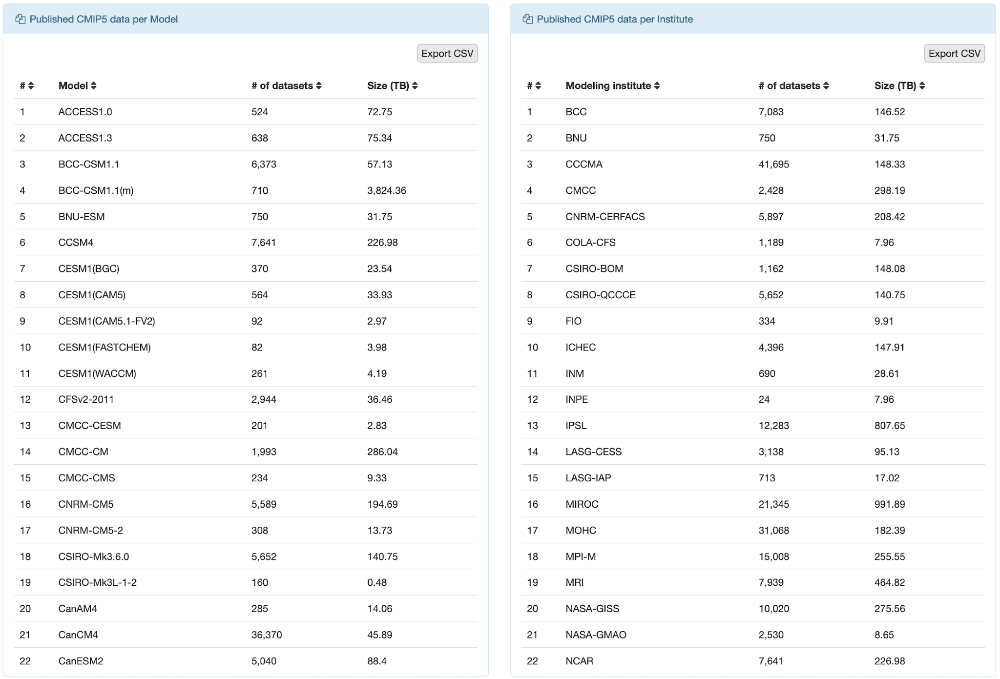 Published CMIP5 data per Model
Export CSV
# Model # of datasets Size (TB)
1 ACCESS1.0 524 72.75
2 ACCESS1.3 638 75.34
3 BCC-CSM1.1 6,373 57.13
4 BCC-CSM1.1(m) 710 3,824.36
5 BNU-ESM 750 31.75
6 CCSM4 7,641 226.98
7 CESM1(BGC) 370 23.54
8 CESM1(CAM5) 564 33.93
9 CESM1(CAM5.1-FV2) 92 2.97
10 CESM1(FASTCHEM) 82 3.98
11 CESM1(WACCM) 261 4.19
12 CFSv2-2011 2,944 36.46
13 CMCC-CESM 201 2.83
14 CMCC-CM 1,993 286.04
15 CMCC-CMS 234 9.33
16 CNRM-CM5 5,589 194.69
17 CNRM-CM5-2 308 13.73
18 CSIRO-Mk3.6.0 5,652 140.75
19 CSIRO-Mk3L-1-2 160 0.48
20 CanAM4 285 14.06
21 CanCM4 36,370 45.89
22 CanESM2 5,040 88.4
Published CMIP5 data per Institute
Export CSV
# Modeling institute # of datasets Size (TB)
1 BCC 7,083 146.52
2 BNU 750 31.75
3 CCCMA 41,695 148.33
4 CMCC 2,428 298.19
5 CNRM-CERFACS 5,897 208.42
6 COLA-CFS 1,189 7.96
7 CSIRO-BOM 1,162 148.08
8 CSIRO-QCCCE 5,652 140.75
9 FIO 334 9.91
10 ICHEC 4,396 147.91
11 INM 690 28.61
12 INPE 24 7.96
13 IPSL 12,283 807.65
14 LASG-CESS 3,138 95.13
15 LASG-IAP 713 17.02
16 MIROC 21,345 991.89
17 MOHC 31,068 182.39
18 MPI-M 15,008 255.55
19 MRI 7,939 464.82
20 NASA-GISS 10,020 275.56
21 NASA-GMAO 2,530 8.65
22 NCAR 7,641 226.98